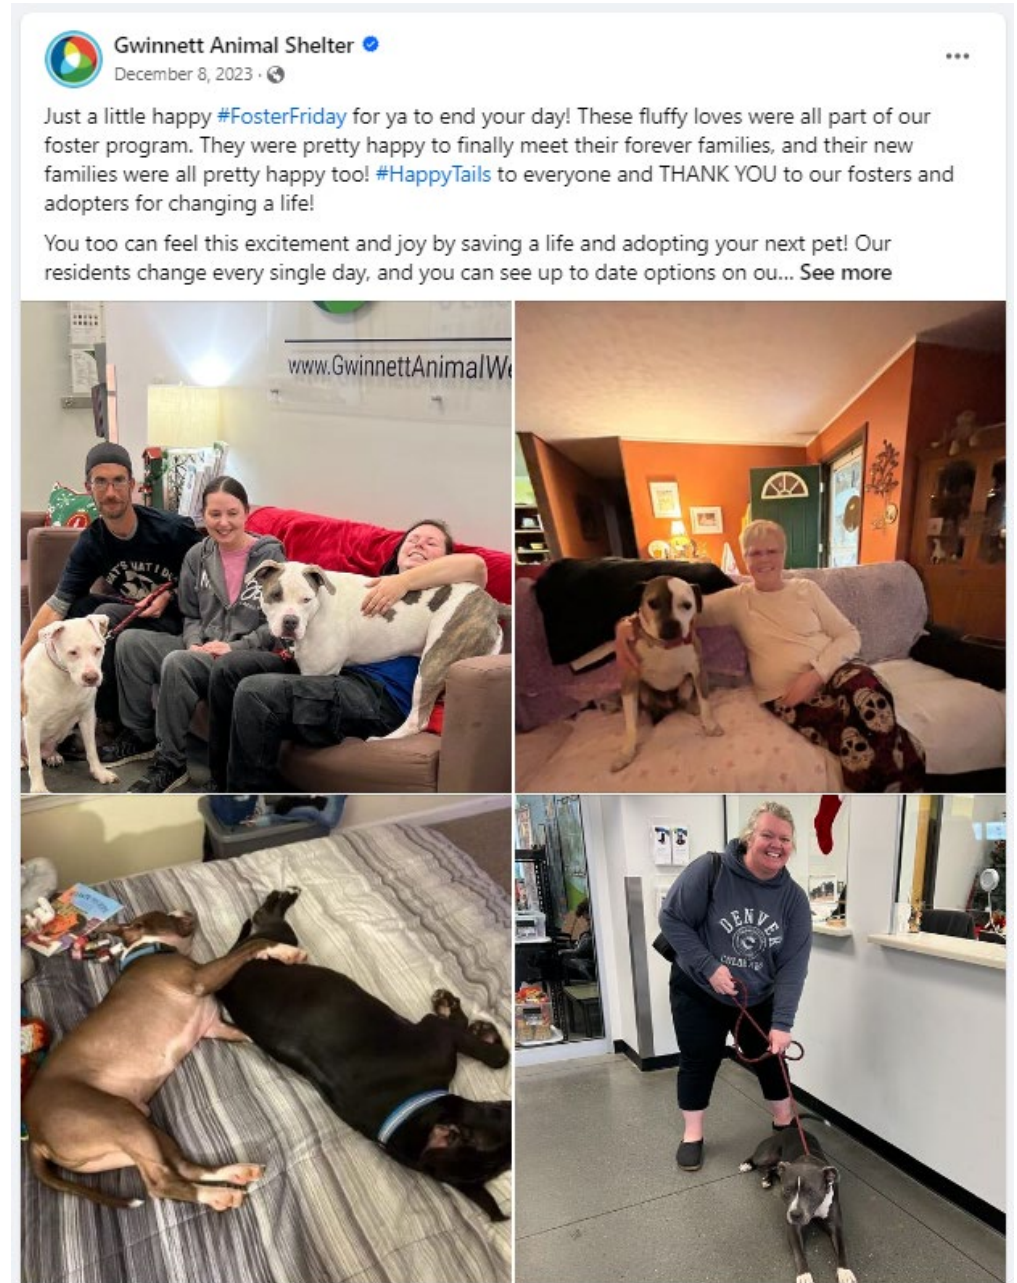 Gwinnett Animal Shelter
December 8, 2023 ·
Just a little happy #FosterFriday for ya to end your day! These fluffy loves were all part of our
foster program. They were pretty happy to finally meet their forever families, and their new
families were all pretty happy too! #HappyTails to everyone and THANK YOU to our fosters and
adopters for changing a life!
You too can feel this excitement and joy by saving a life and adopting your next pet! Our
residents change every single day, and you can see up to date options on ou... See more
www.GwinnettAnimalWe
DENVER